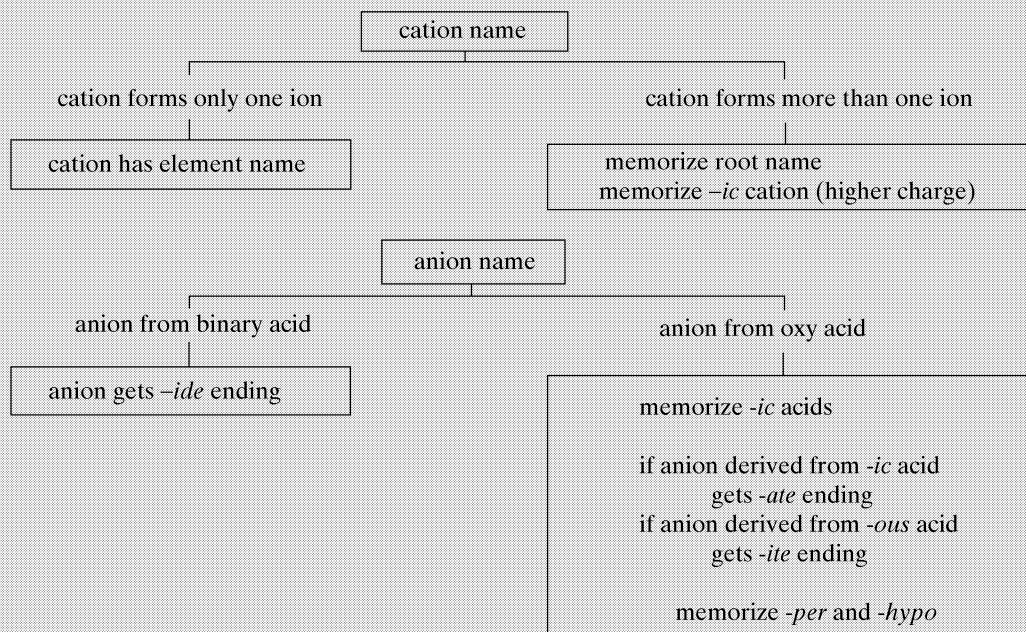 cation name
cation forms only one ion
cation forms more than one ion
cation has element name
memorize root name
memorize –ic cation (higher charge)
anion name
anion from binary acid
anion from oxy acid
anion gets –ide ending
memorize -ic acids
if anion derived from -ic acid
gets -ate ending
if anion derived from -ous acid
gets -ite ending
memorize -per and -hypo